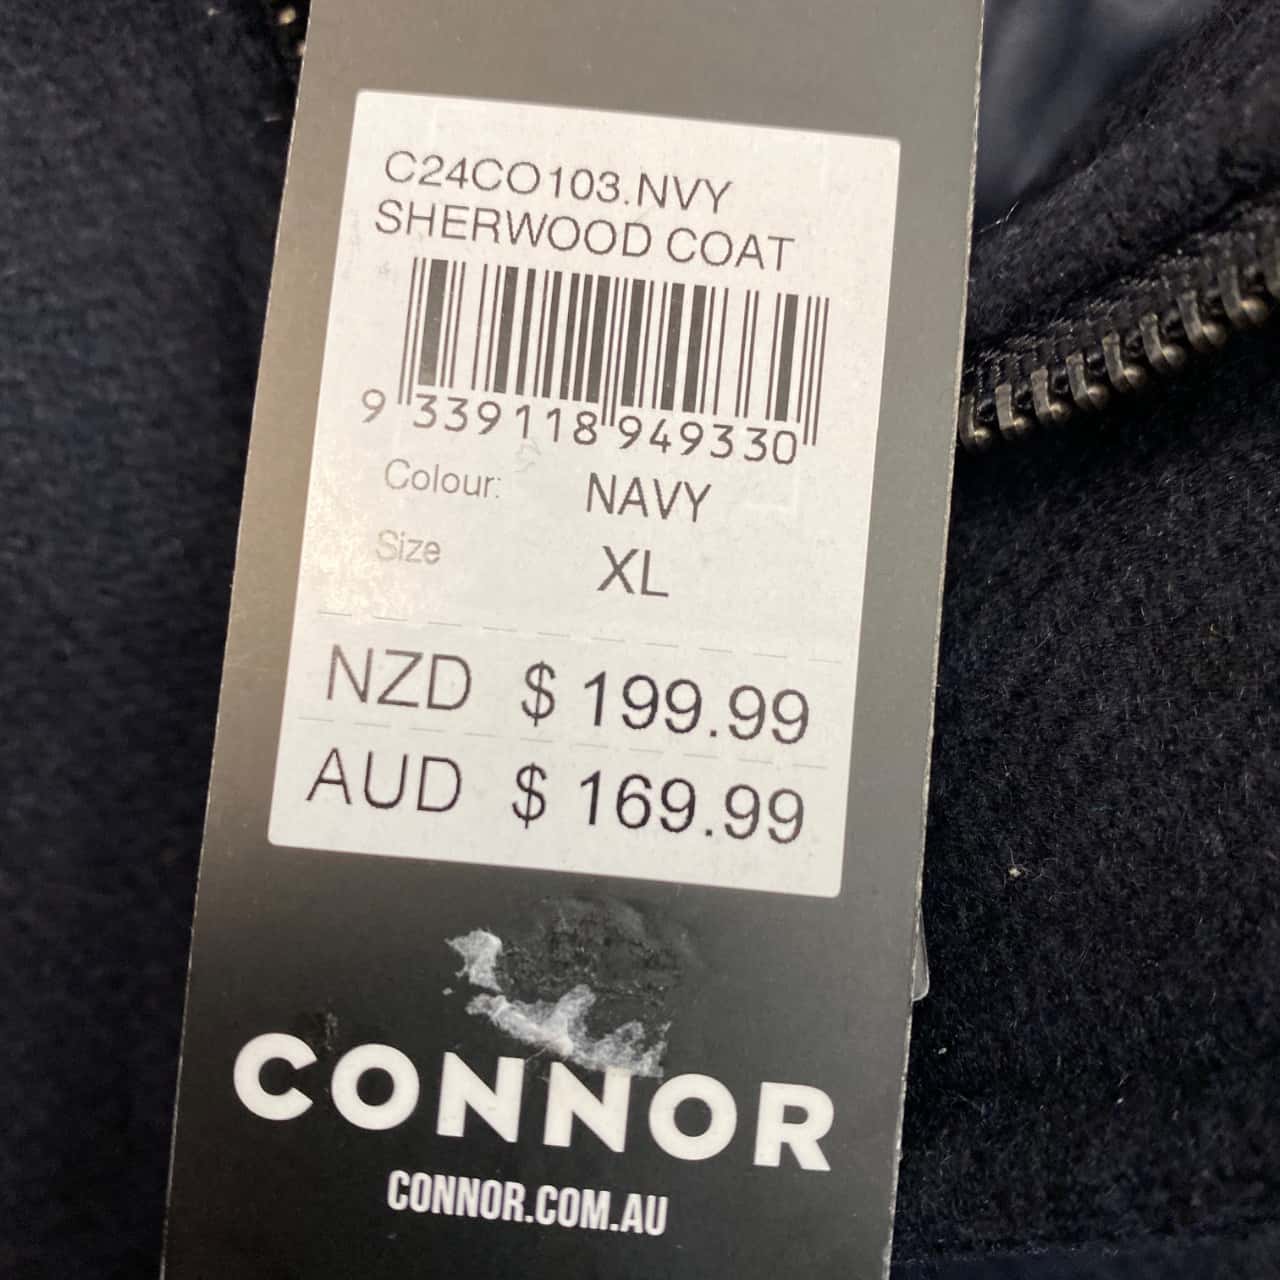 C24CO103.NVY
SHERWOOD COAT
9 339118 949330
Colour: NAVY
Size XL
NZD $ 199.99
AUD $ 169.99
CONNOR
CONNOR.COM.AU